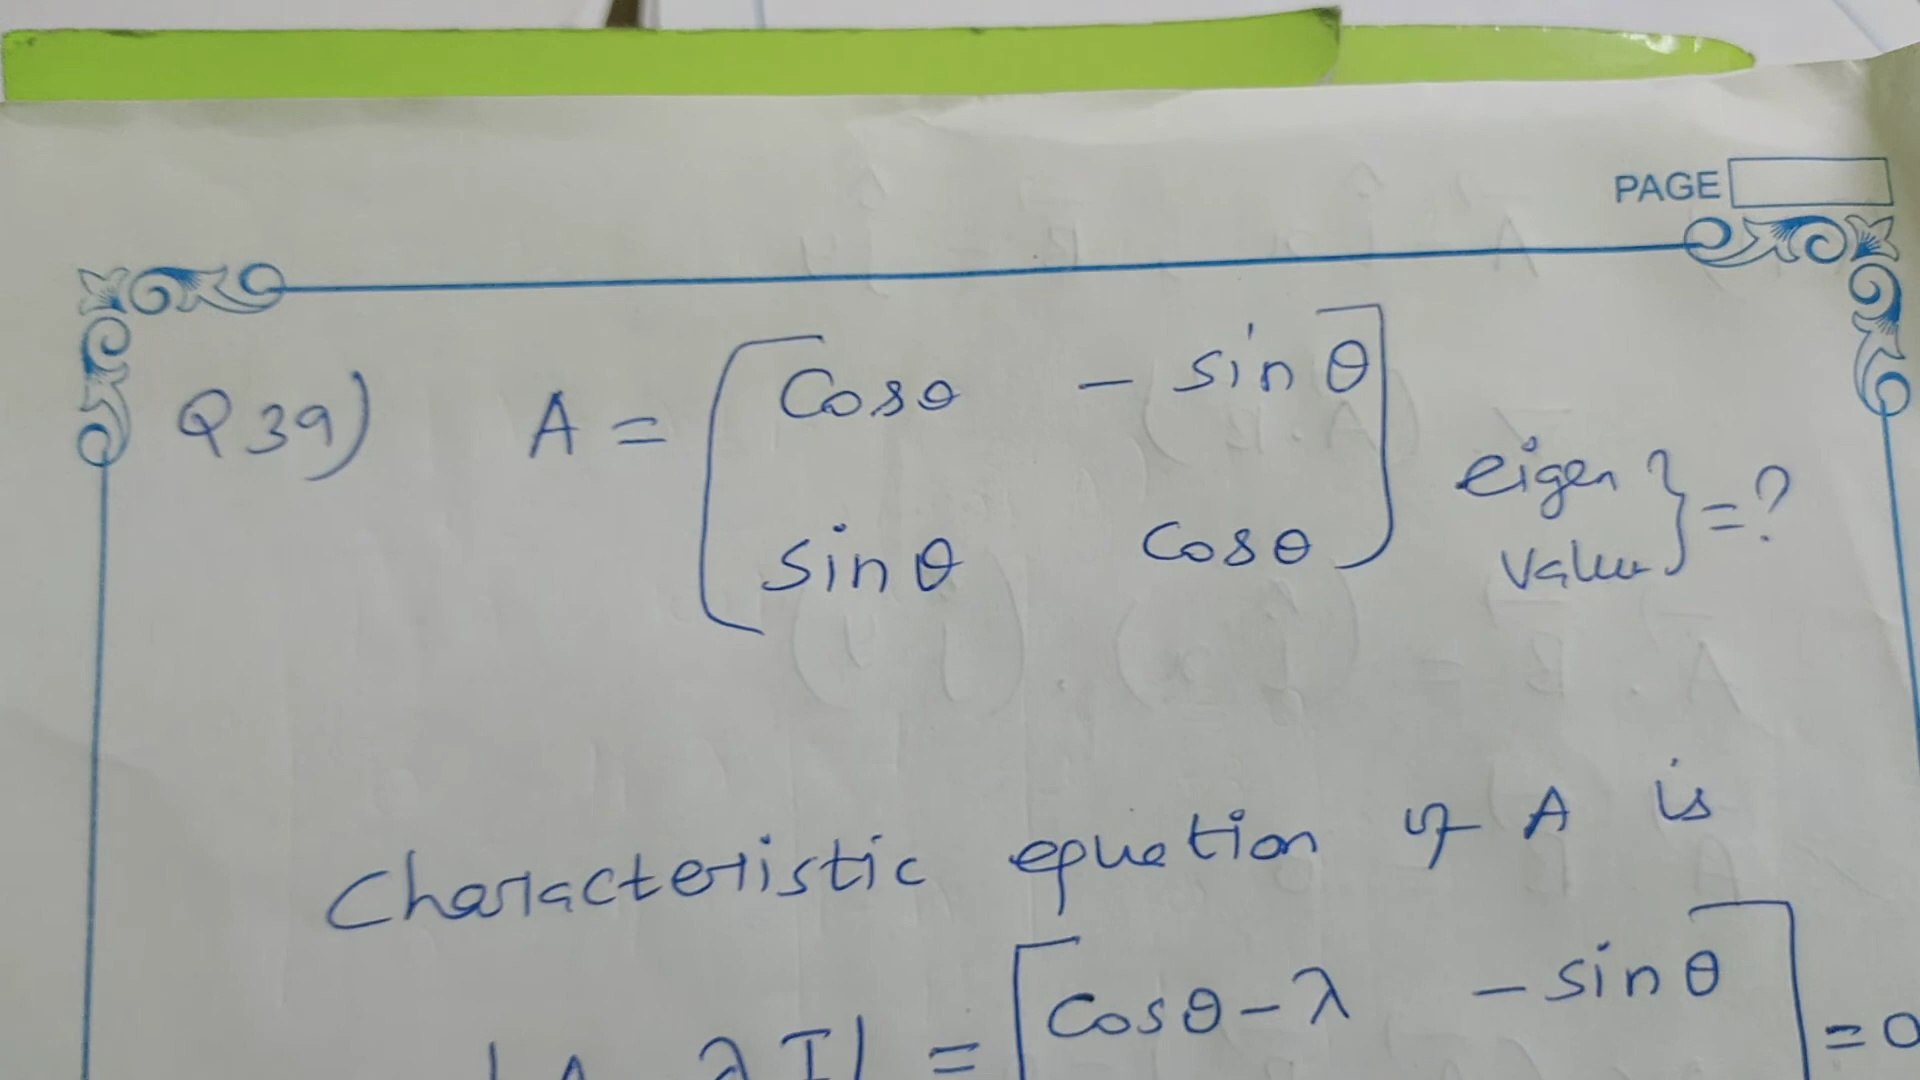 PAGE
Q39) A = [ Cosθ - sinθ ] eigen } = ?
[ sinθ Cosθ ] value }
Characteristic equation of A is
|A - λI| = [ Cosθ-λ - sinθ ] = 0